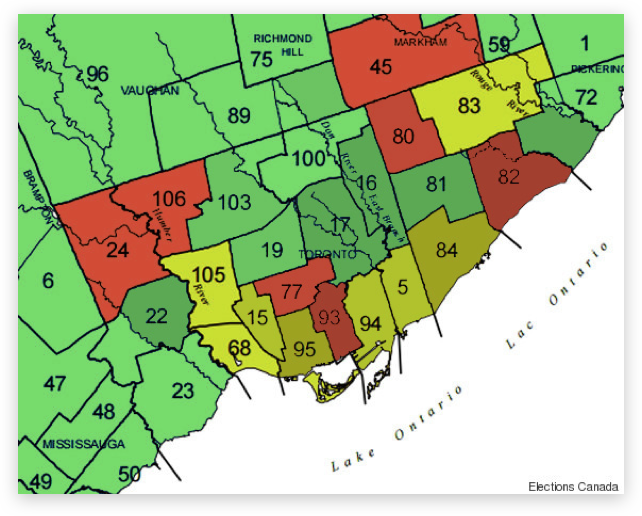 RICHMOND
HILL
75
MARKHAM
45
59
1
PICKERING
72
96
VAUGHAN
89
Don
River
East Branch
Rouge
River
83
80
100
16
81
82
BRAMPTON
106
Humber
River
103
24
17
19
TORONTO
84
105
6
77
5
22
15
93
94
68
95
47
23
48
MISSISSAUGA
49
50
Lake Ontario
Lac Ontario
Elections Canada